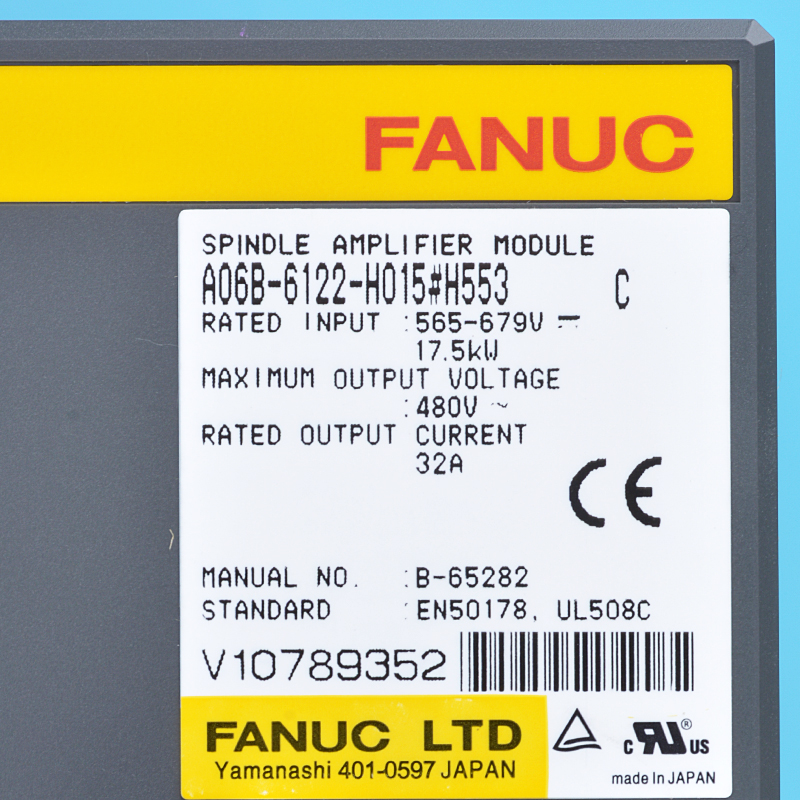 FANUC
SPINDLE AMPLIFIER MODULE
A06B-6122-H015#H553 C
RATED INPUT :565-679V ⎓
17.5kW
MAXIMUM OUTPUT VOLTAGE
:480V ~
RATED OUTPUT CURRENT
32A
CE
MANUAL NO. :B-65282
STANDARD :EN50178, UL508C
V10789352
FANUC LTD
Yamanashi 401-0597 JAPAN
c RU ® US
made in JAPAN